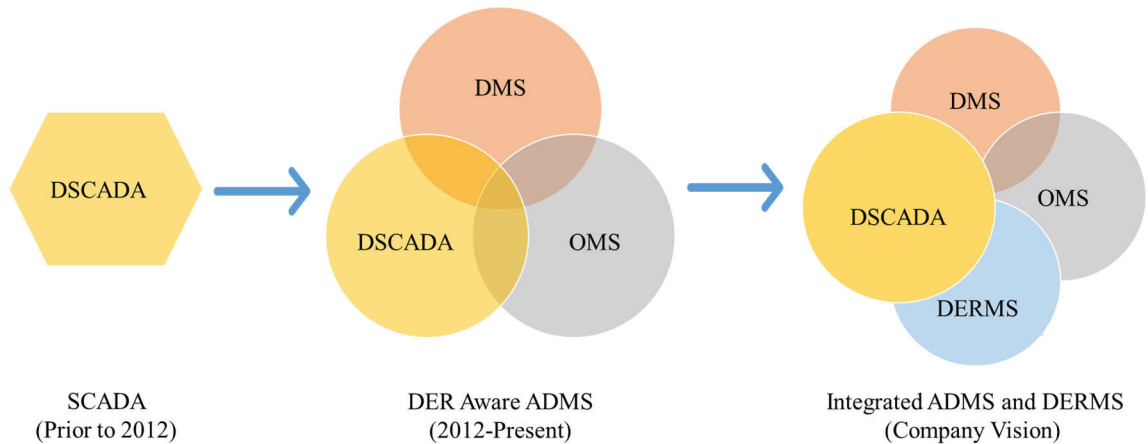 DSCADA
DMS
DSCADA
OMS
DMS
DSCADA
OMS
DERMS
SCADA
(Prior to 2012)
DER Aware ADMS
(2012-Present)
Integrated ADMS and DERMS
(Company Vision)